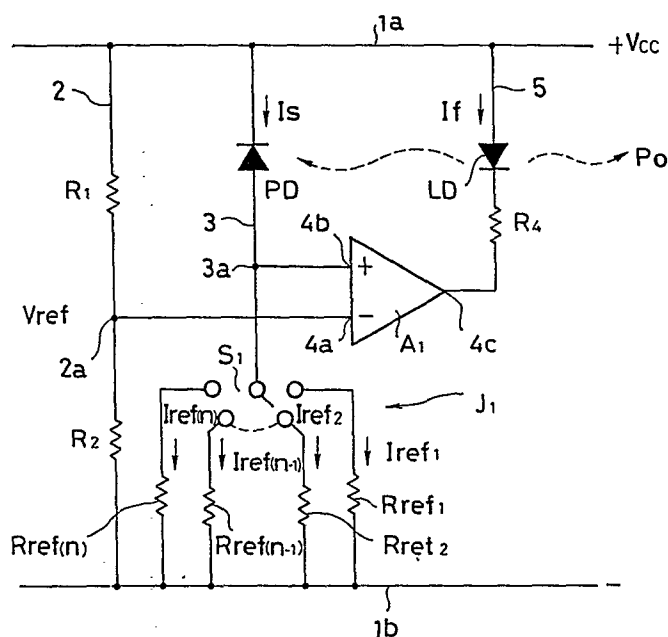 1a
+Vcc
2
Is
If
5
R1
PD
LD
Po
3
4b
R4
3a
+
Vref
2a
4a
−
A1
4c
S1
J1
Iref(n)
Iref2
R2
Iref(n-1)
Iref1
Rref1
Rref(n)
Rref(n-1)
Rret2
−
1b